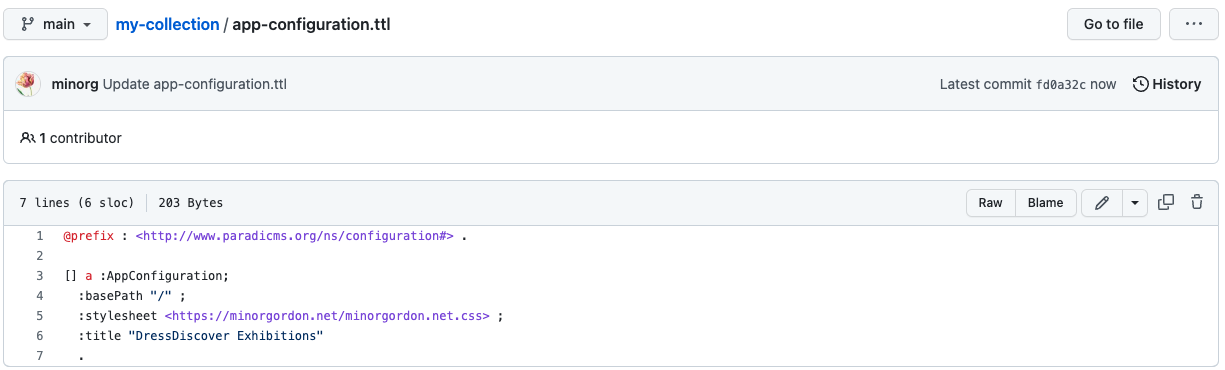 main my-collection / app-configuration.ttl Go to file ...
minorg Update app-configuration.ttl Latest commit fd0a32c now History
1 contributor
7 lines (6 sloc) 203 Bytes Raw Blame
1 @prefix : <http://www.paradicms.org/ns/configuration#> .
2
3 [] a :AppConfiguration;
4 :basePath "/" ;
5 :stylesheet <https://minorgordon.net/minorgordon.net.css> ;
6 :title "DressDiscover Exhibitions"
7 .